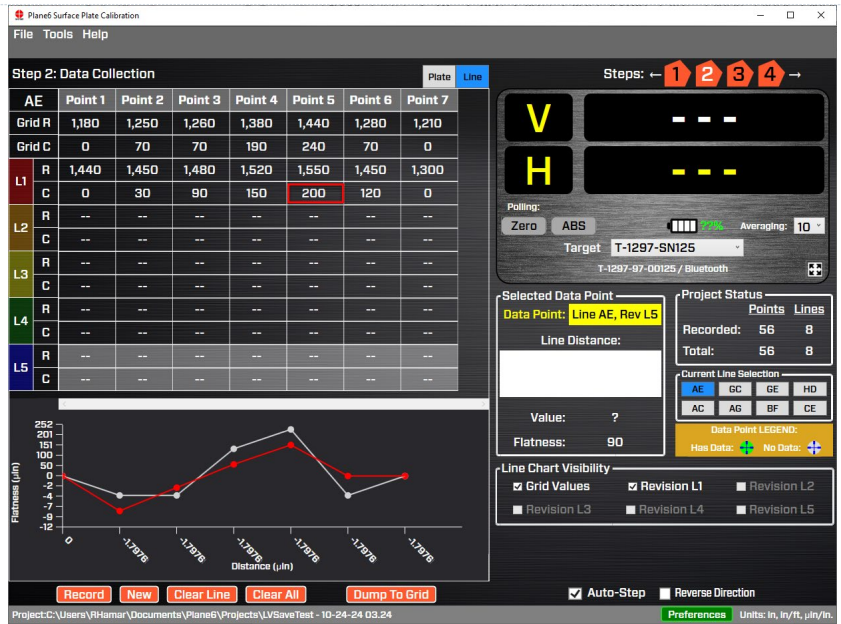 Plane6 Surface Plate Calibration
File Tools Help
Step 2: Data Collection
Plate Line
Steps: ← 1 2 3 4 →
AE Point 1 Point 2 Point 3 Point 4 Point 5 Point 6 Point 7
Grid R 1,180 1,250 1,260 1,380 1,440 1,280 1,210
Grid C 0 70 70 190 240 70 0
L1 R 1,440 1,450 1,480 1,520 1,550 1,450 1,300
C 0 30 90 150 200 120 0
L2 R -- -- -- -- -- -- --
C -- -- -- -- -- -- --
L3 R -- -- -- -- -- -- --
C -- -- -- -- -- -- --
L4 R -- -- -- -- -- -- --
C -- -- -- -- -- -- --
L5 R -- -- -- -- -- -- --
C -- -- -- -- -- -- --
V - - -
H - - -
Polling:
Zero ABS ??% Averaging: 10
Target T-1297-SN125
T-1297-97-00125 / Bluetooth
Selected Data Point
Data Point: Line AE, Rev L5
Line Distance:
Value: ?
Flatness: 90
Project Status
Points Lines
Recorded: 56 8
Total: 56 8
Current Line Selection
AE GC GE HD
AC AG BF CE
Data Point LEGEND:
Has Data: No Data:
Line Chart Visibility
Grid Values Revision L1 Revision L2
Revision L3 Revision L4 Revision L5
Flatness (µin)
252
201
151
100
50
0
-2
-4
-7
-9
-12
0 -1.7976 -1.7976 -1.7976 -1.7976 -1.7976 -1.7976
Distance (µin)
Record New Clear Line Clear All Dump To Grid
Auto-Step Reverse Direction
Project:C:\Users\RHamar\Documents\Plane6\Projects\LVSaveTest - 10-24-24 03.24
Preferences Units: in, in/ft, µin/in.